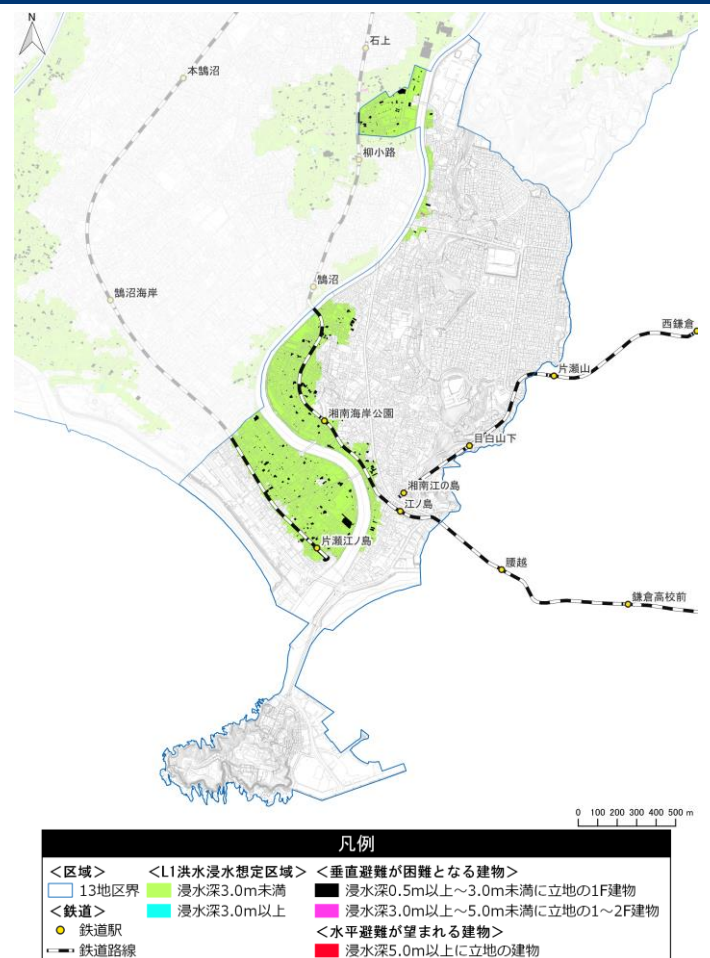 N
石上
本鵠沼
柳小路
鵠沼
鵠沼海岸
西鎌倉
片瀬山
湘南海岸公園
目白山下
湘南江の島
江ノ島
片瀬江ノ島
腰越
鎌倉高校前
0 100 200 300 400 500 m
凡例
<区域>
13地区界
<鉄道>
鉄道駅
鉄道路線
<L1洪水浸水想定区域>
浸水深3.0m未満
浸水深3.0m以上
<垂直避難が困難となる建物>
浸水深0.5m以上~3.0m未満に立地の1F建物
浸水深3.0m以上~5.0m未満に立地の1~2F建物
<水平避難が望まれる建物>
浸水深5.0m以上に立地の建物